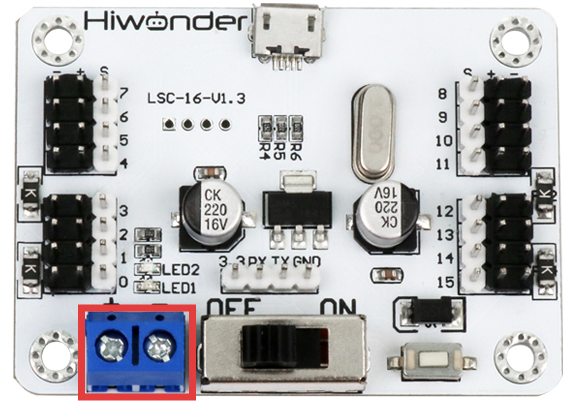 Hiwonder
- + S
S + -
7
6
5
4
8
9
10
11
LSC-16-V1.3
R4
R5
R6
CK
220
16V
CK
220
16V
3
2
1
0
12
13
14
15
LED2
LED1
3.3 RX TX GND
+ -
OFF
ON
K
K
K
K